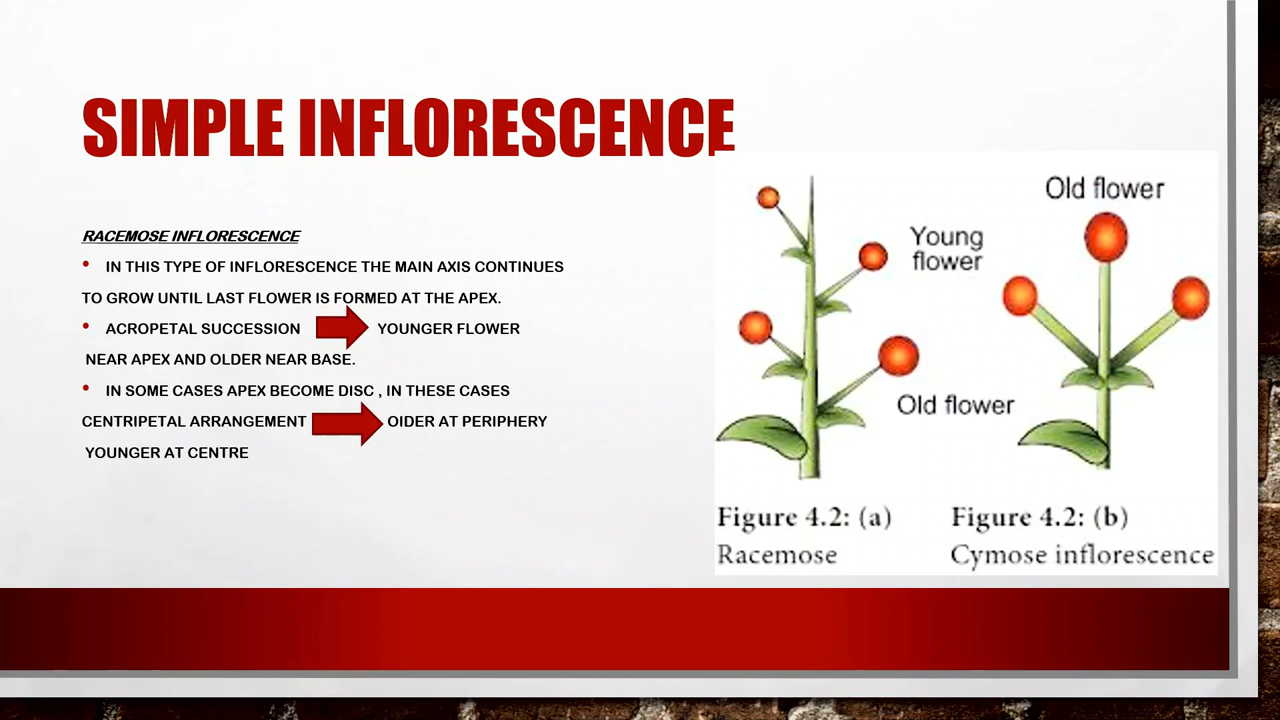 SIMPLE INFLORESCENCE
RACEMOSE INFLORESCENCE
• IN THIS TYPE OF INFLORESCENCE THE MAIN AXIS CONTINUES
TO GROW UNTIL LAST FLOWER IS FORMED AT THE APEX.
• ACROPETAL SUCCESSION YOUNGER FLOWER
NEAR APEX AND OLDER NEAR BASE.
• IN SOME CASES APEX BECOME DISC , IN THESE CASES
CENTRIPETAL ARRANGEMENT OIDER AT PERIPHERY
YOUNGER AT CENTRE
Old flower
Young
flower
Old flower
Figure 4.2: (a)
Racemose
Figure 4.2: (b)
Cymose inflorescence